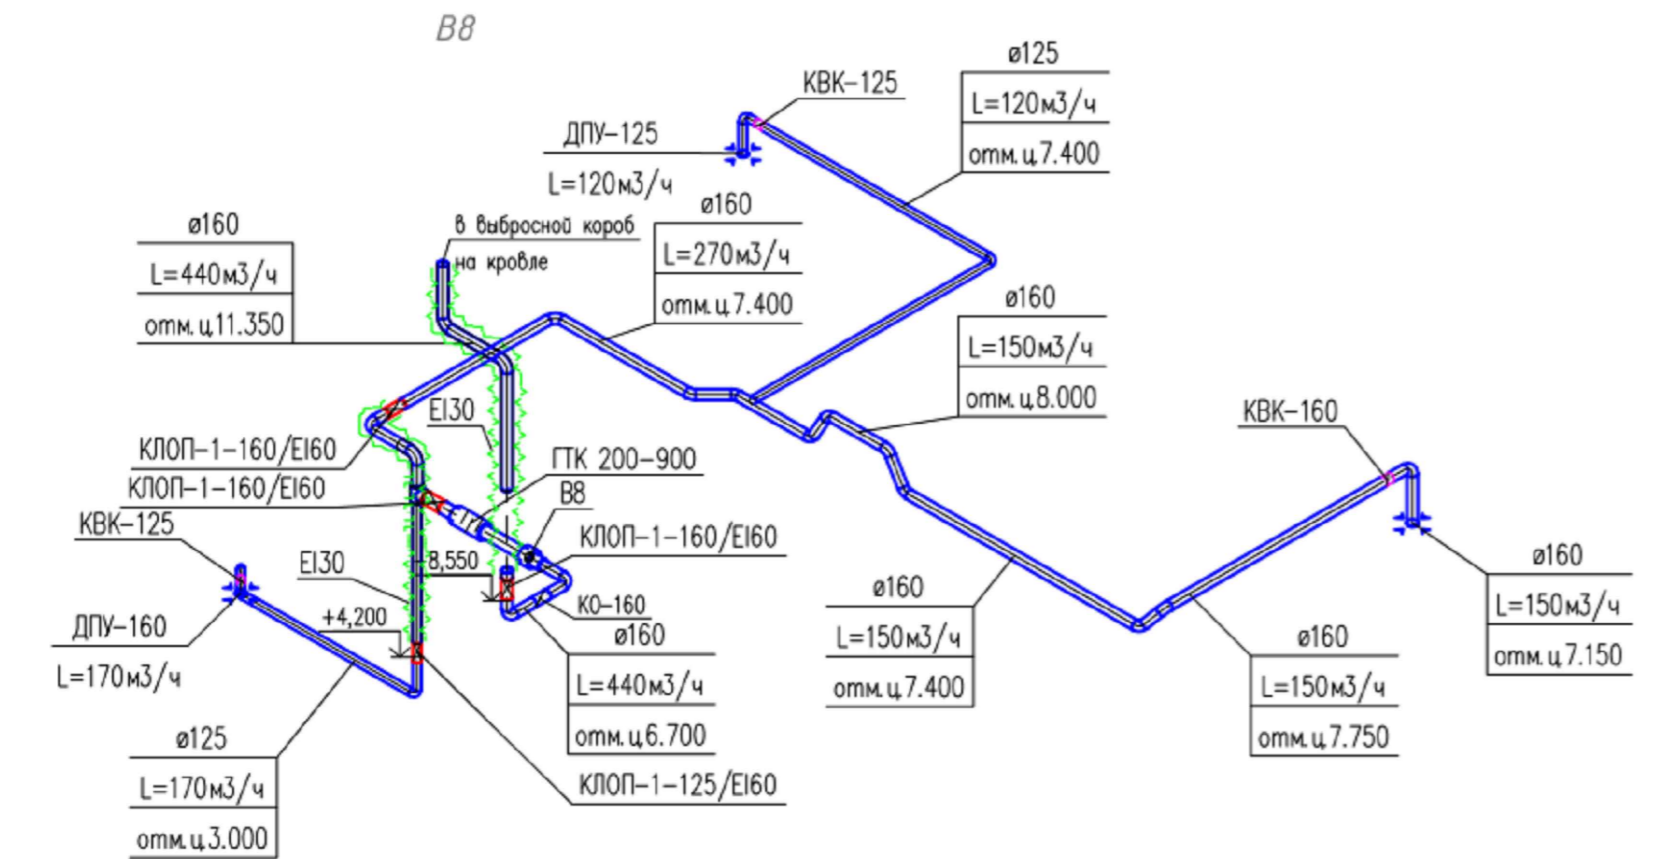 В8
ø125
L=120м3/ч
отм.ц.7.400
КВК-125
ДПУ-125
L=120м3/ч
ø160
L=270м3/ч
отм.ц.7.400
в выбросной короб
на кровле
ø160
L=440м3/ч
отм.ц.11.350
ø160
L=150м3/ч
отм.ц.8.000
КВК-160
EI30
КЛОП-1-160/EI60
КЛОП-1-160/EI60
ГТК 200-900
В8
КЛОП-1-160/EI60
КВК-125
EI30
8,550
+4,200
КО-160
ДПУ-160
L=170м3/ч
ø160
L=440м3/ч
отм.ц.6.700
ø160
L=150м3/ч
отм.ц.7.400
ø160
L=150м3/ч
отм.ц.7.150
ø160
L=150м3/ч
отм.ц.7.750
ø125
L=170м3/ч
отм.ц.3.000
КЛОП-1-125/EI60